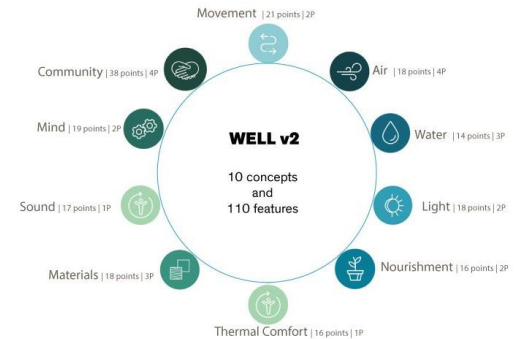 Movement | 21 points | 2P
Air | 18 points | 4P
Community | 38 points | 4P
Water | 14 points | 3P
Mind | 19 points | 2P
WELL v2
10 concepts
and
110 features
Light | 18 points | 2P
Sound | 17 points | 1P
Nourishment | 16 points | 2P
Materials | 18 points | 3P
Thermal Comfort | 16 points | 1P